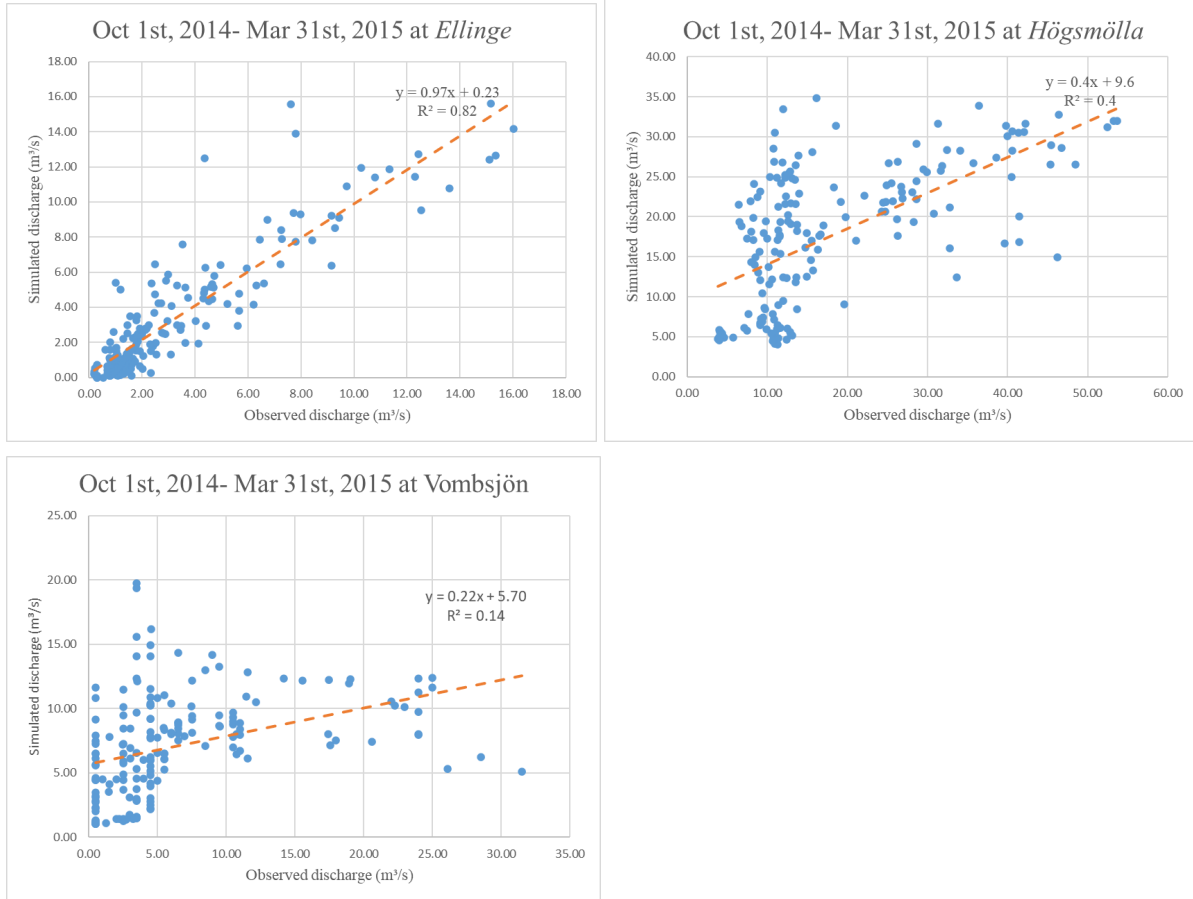 Oct 1st, 2014- Mar 31st, 2015 at Ellinge
18.00
16.00
14.00
12.00
10.00
8.00
6.00
4.00
2.00
0.00
Simulated discharge (m³/s)
y = 0.97x + 0.23
R² = 0.82
0.00 2.00 4.00 6.00 8.00 10.00 12.00 14.00 16.00 18.00
Observed discharge (m³/s)
Oct 1st, 2014- Mar 31st, 2015 at Högsmölla
40.00
35.00
30.00
25.00
20.00
15.00
10.00
5.00
0.00
Simulated discharge (m³/s)
y = 0.4x + 9.6
R² = 0.4
0.00 10.00 20.00 30.00 40.00 50.00 60.00
Observed discharge (m³/s)
Oct 1st, 2014- Mar 31st, 2015 at Vombsjön
25.00
20.00
15.00
10.00
5.00
0.00
Simulated discharge (m³/s)
y = 0.22x + 5.70
R² = 0.14
0.00 5.00 10.00 15.00 20.00 25.00 30.00 35.00
Observed discharge (m³/s)